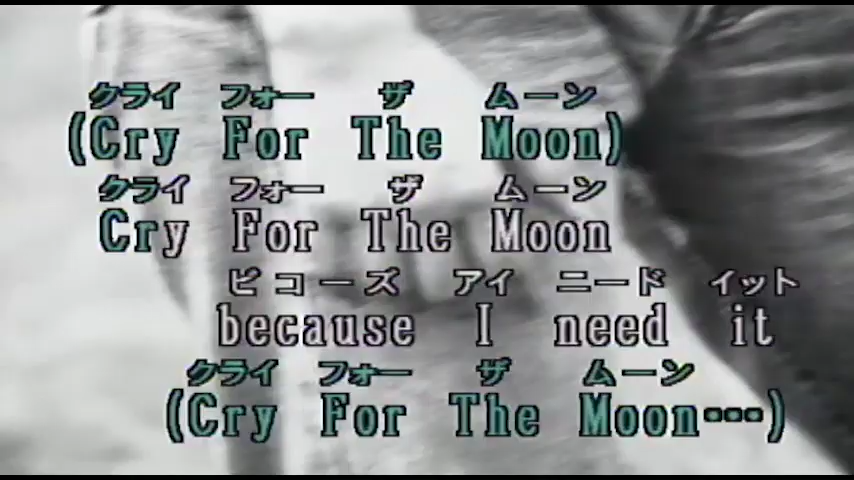 クライ フォー ザ ムーン
(Cry For The Moon)
クライ フォー ザ ムーン
Cry For The Moon
ビコーズ アイ ニード イット
because I need it
クライ フォー ザ ムーン
(Cry For The Moon…)